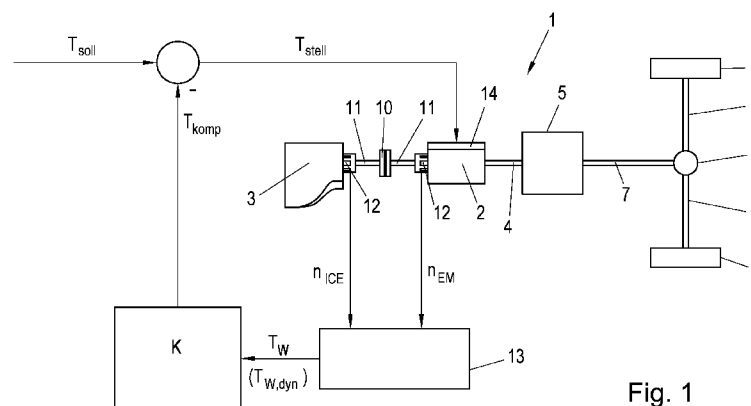 T_soll
T_stell
1
-
T_komp
14
5
11
10
11
3
12
12
2
4
7
n_ICE
n_EM
K
T_W
(T_W,dyn)
13
Fig. 1